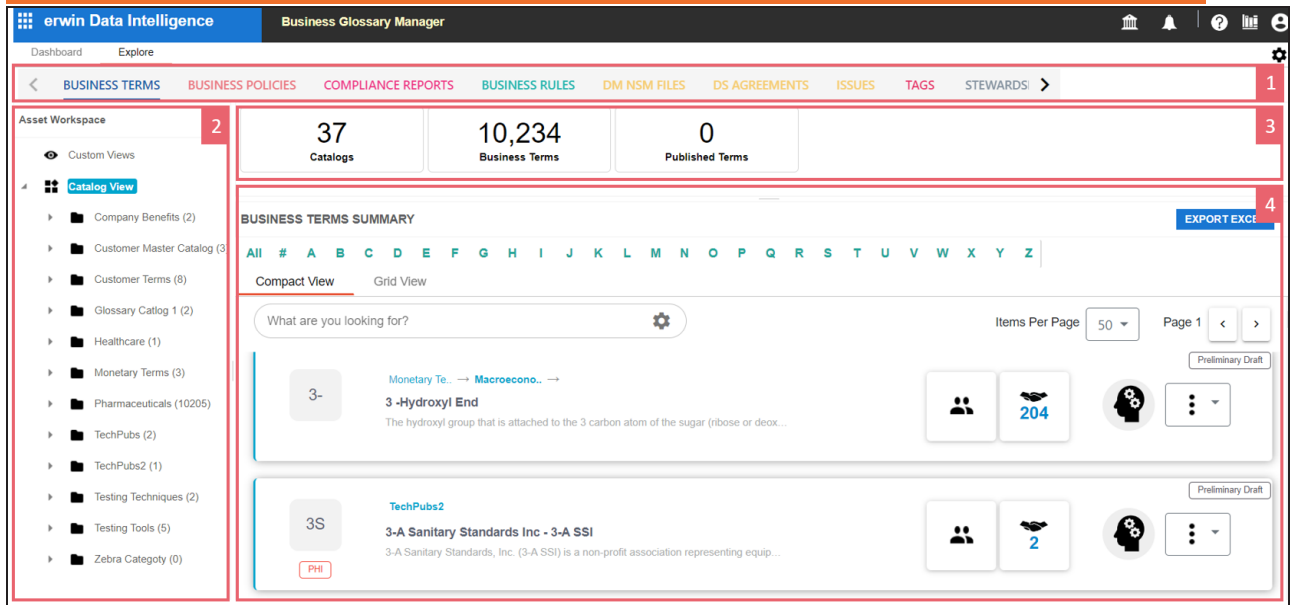 erwin Data Intelligence
Business Glossary Manager
Dashboard Explore
BUSINESS TERMS BUSINESS POLICIES COMPLIANCE REPORTS BUSINESS RULES DM NSM FILES DS AGREEMENTS ISSUES TAGS STEWARDS 1
Asset Workspace 2
Custom Views
Catalog View
Company Benefits (2)
Customer Master Catalog (3
Customer Terms (8)
Glossary Catlog 1 (2)
Healthcare (1)
Monetary Terms (3)
Pharmaceuticals (10205)
TechPubs (2)
TechPubs2 (1)
Testing Techniques (2)
Testing Tools (5)
Zebra Categoty (0)
37 10,234 0 3
Catalogs Business Terms Published Terms
4
BUSINESS TERMS SUMMARY EXPORT EXCE
All # A B C D E F G H I J K L M N O P Q R S T U V W X Y Z
Compact View Grid View
What are you looking for? Items Per Page 50 Page 1 < >
Preliminary Draft
Monetary Te.. → Macroecono.. →
3- 3 -Hydroxyl End
The hydroxyl group that is attached to the 3 carbon atom of the sugar (ribose or deox...
204
Preliminary Draft
TechPubs2
3S 3-A Sanitary Standards Inc - 3-A SSI
3-A Sanitary Standards, Inc. (3-A SSI) is a non-profit association representing equip...
2
PHI